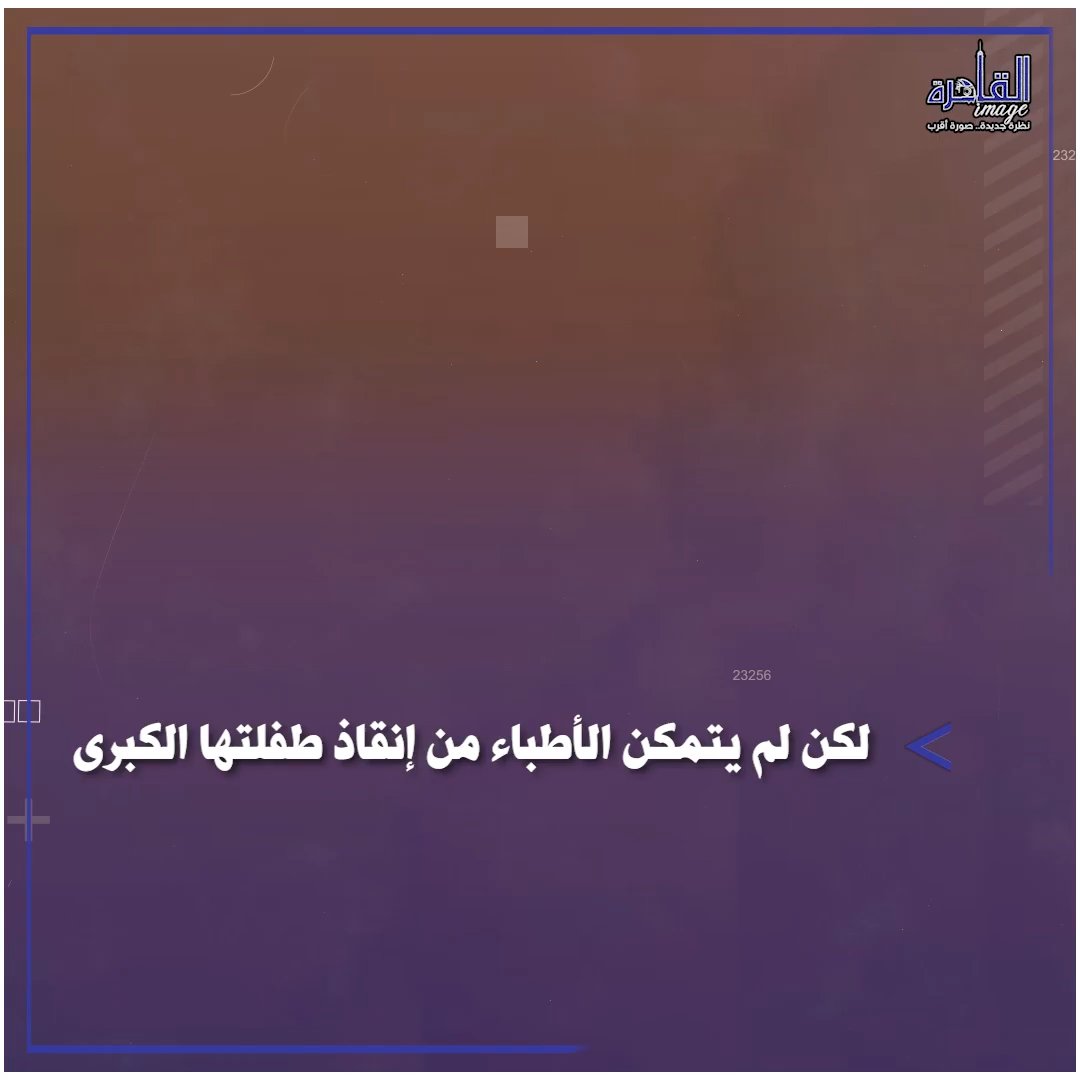 القاهرة
image
نظرة جديدة.. صورة أقرب
232
23256
لكن لم يتمكن الأطباء من إنقاذ طفلتها الكبرى